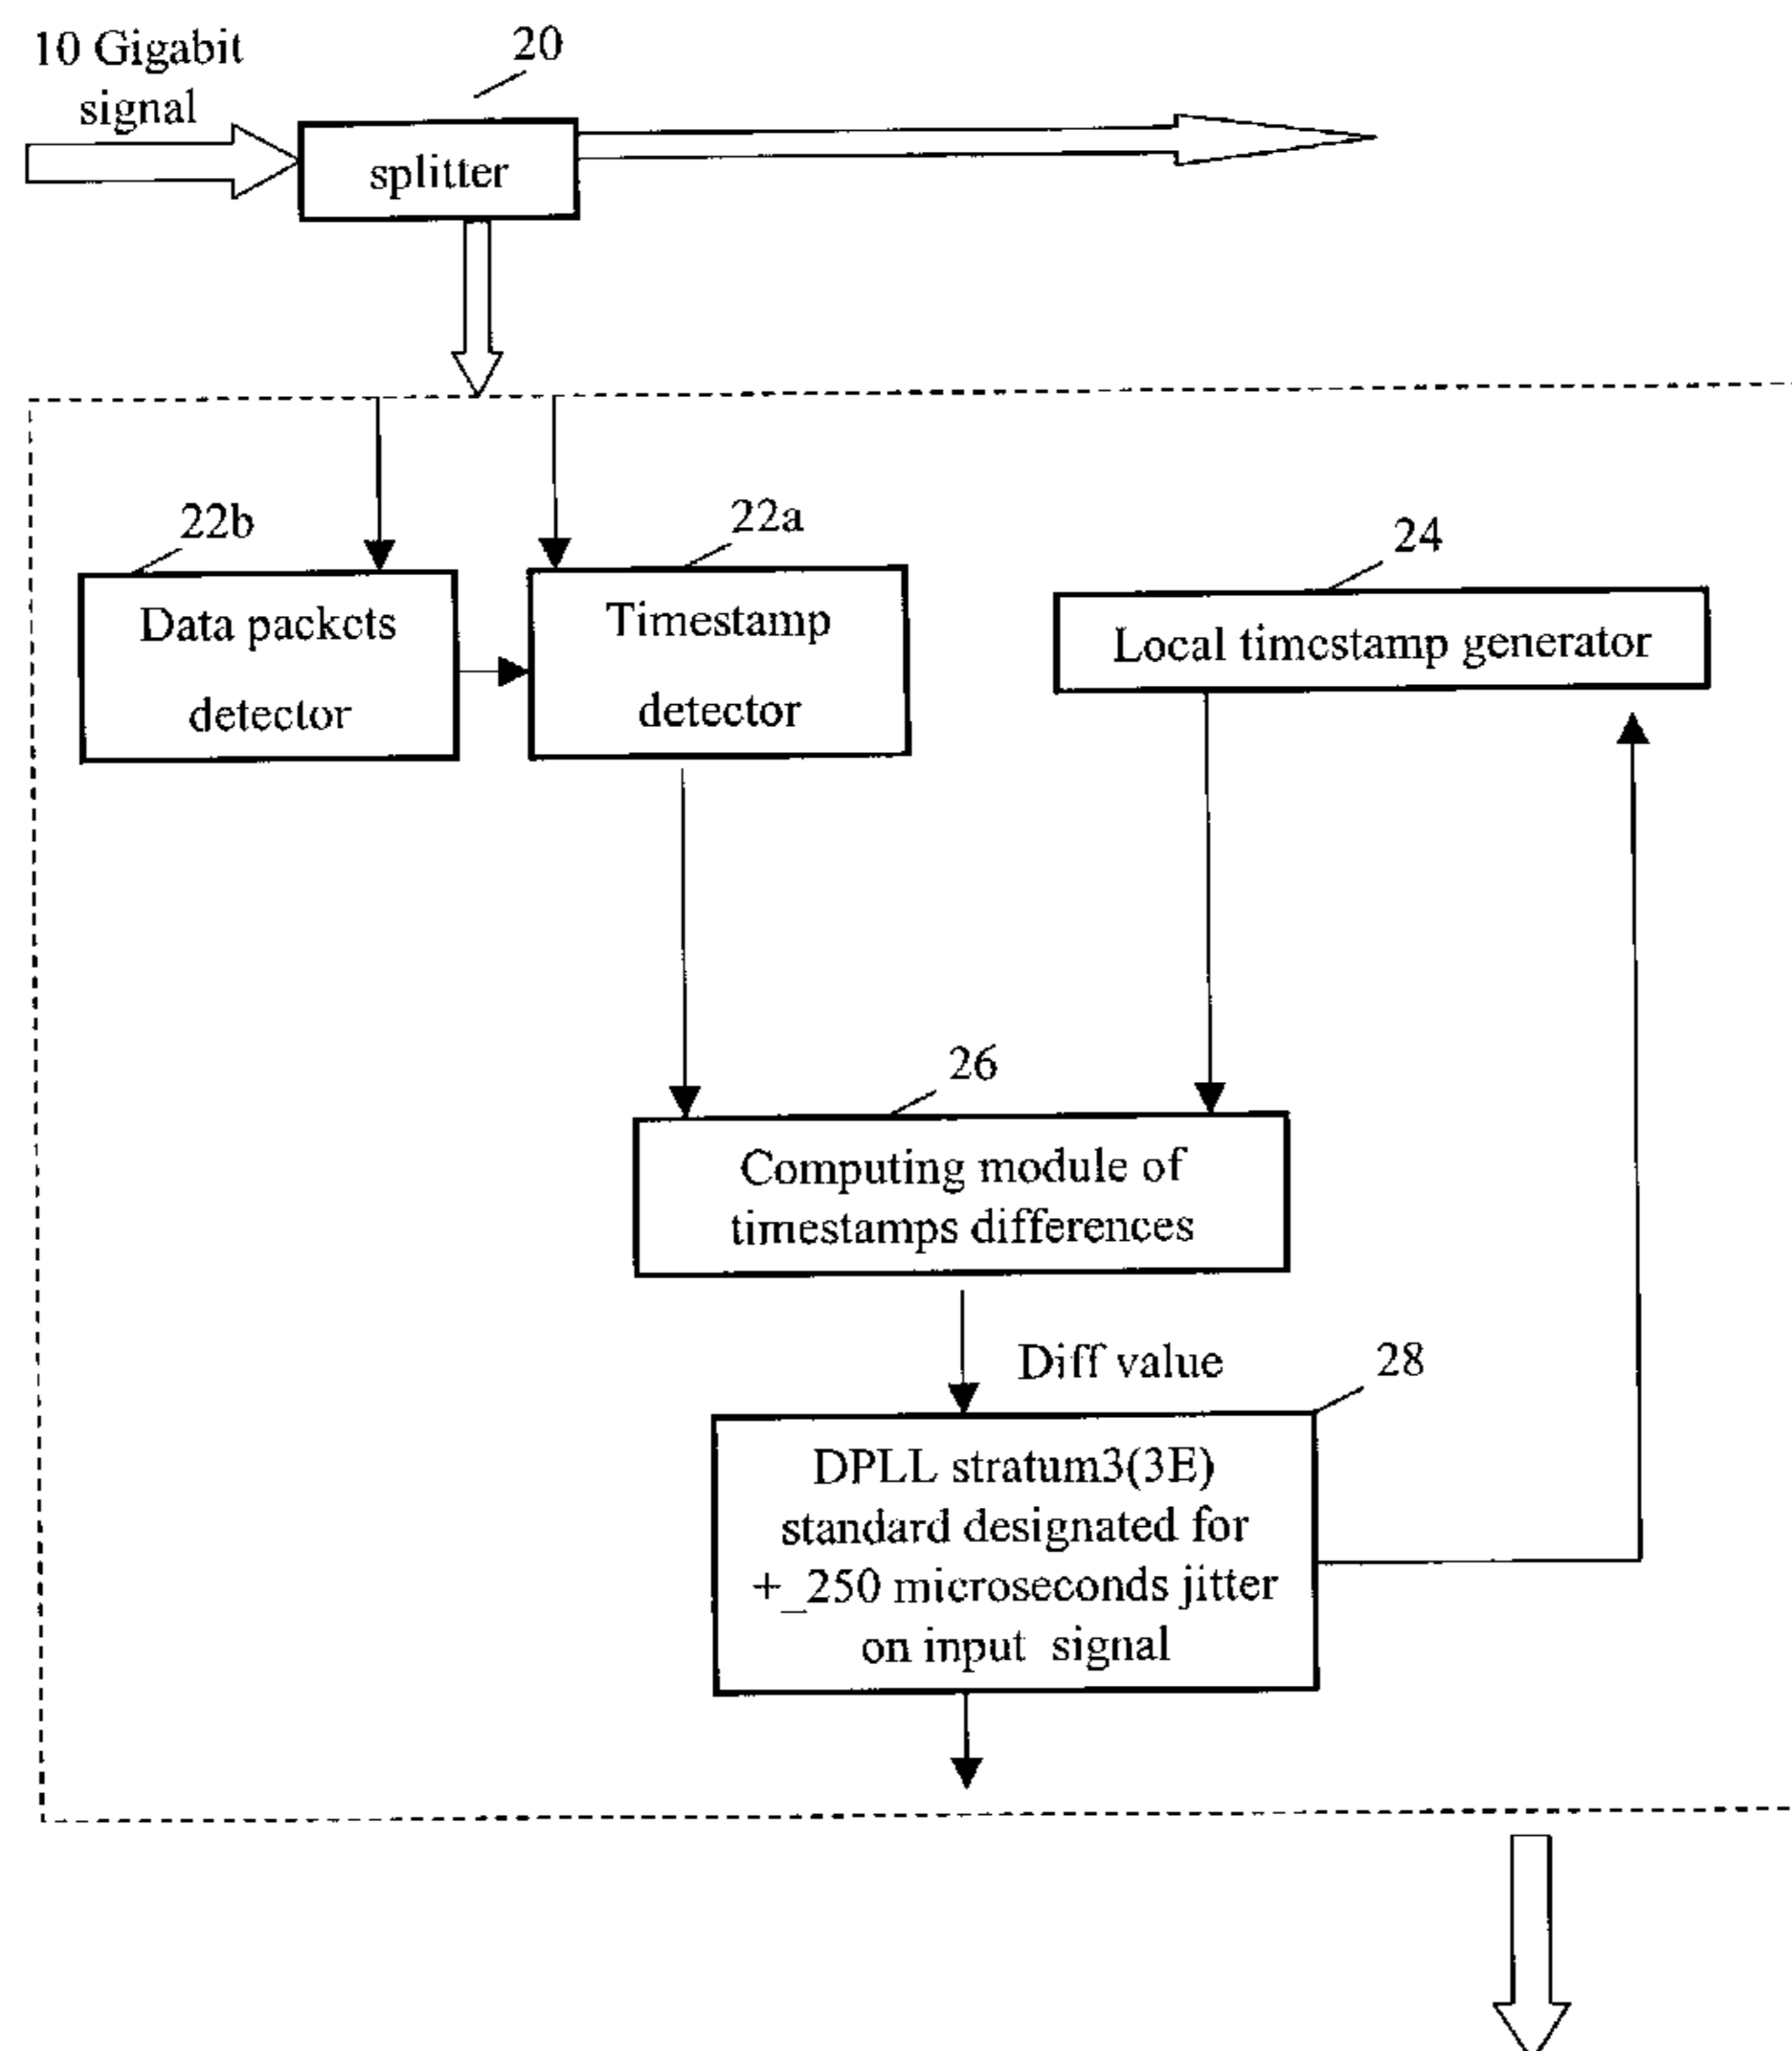 10 Gigabit
signal
20
splitter
22b
22a
24
Data packets
detector
Timestamp
detector
Local timestamp generator
26
Computing module of
timestamps differences
Diff value
28
DPLL stratum3(3E)
standard designated for
+_250 microseconds jitter
on input signal